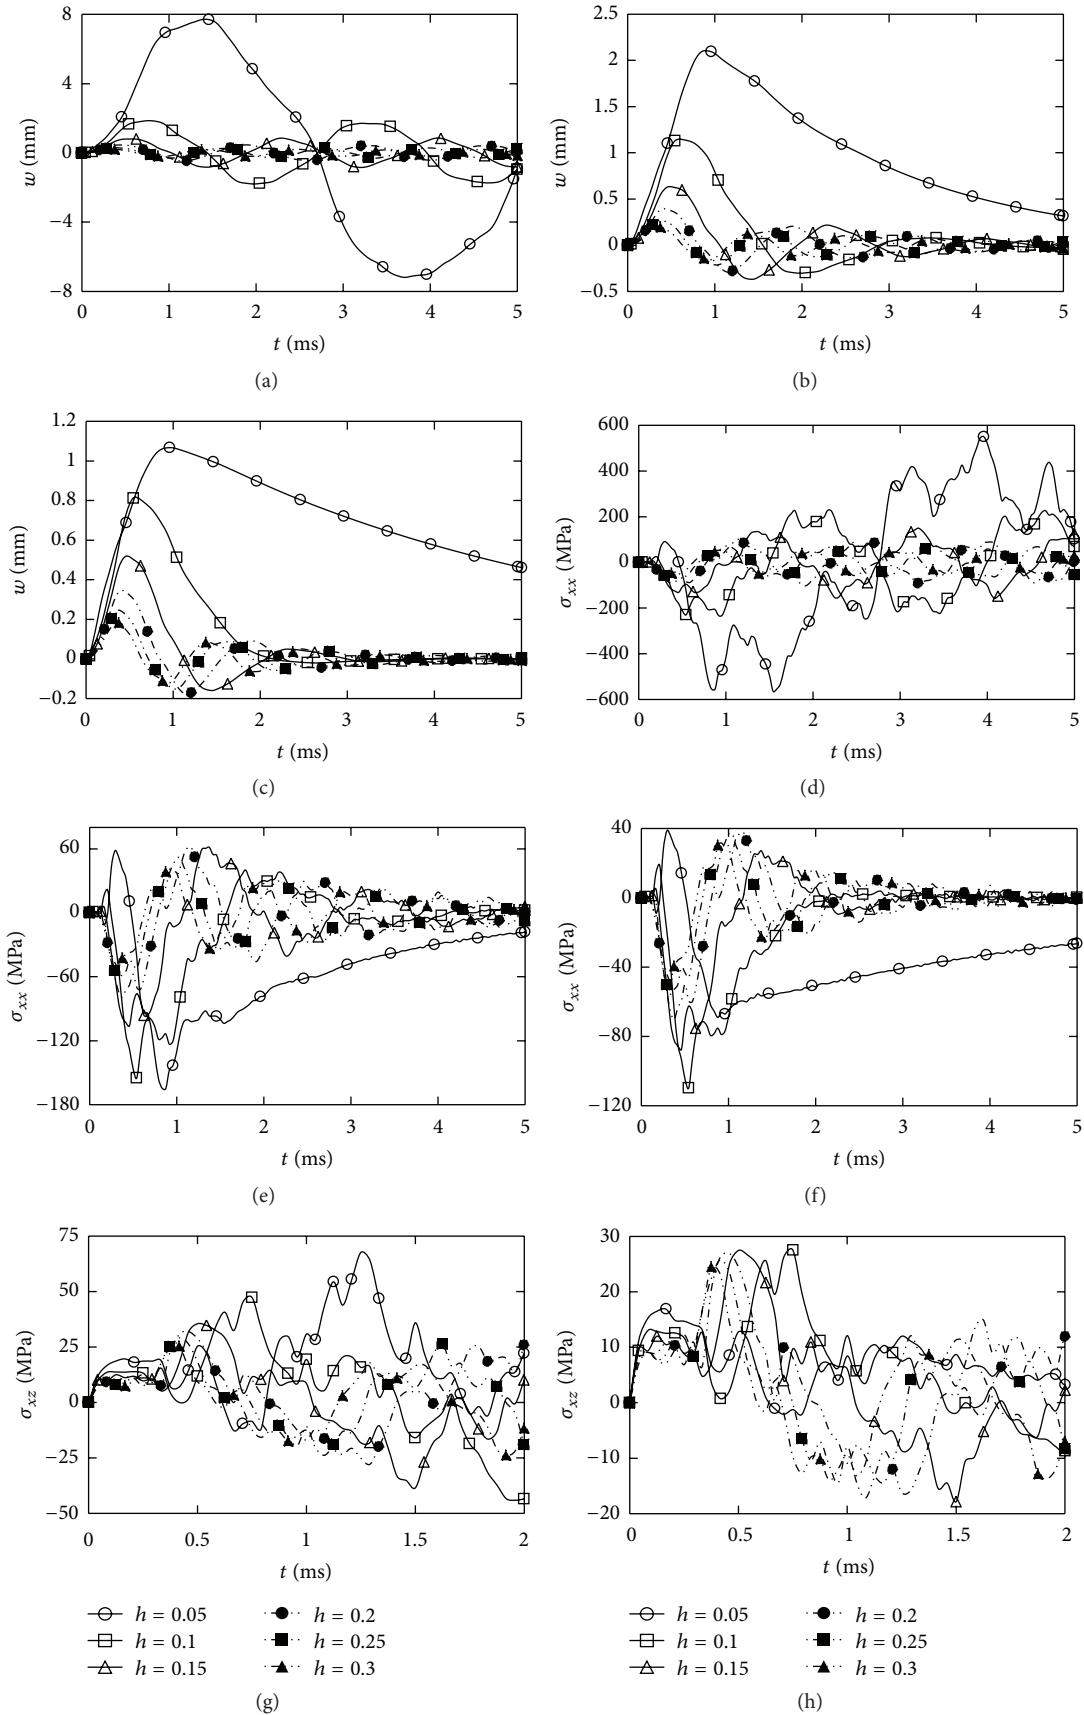 8
4
0
−4
−8
w (mm)
0
1
2
3
4
5
t (ms)
(a)
2.5
2
1.5
1
0.5
0
−0.5
w (mm)
0
1
2
3
4
5
t (ms)
(b)
1.2
1
0.8
0.6
0.4
0.2
0
−0.2
w (mm)
0
1
2
3
4
5
t (ms)
(c)
600
400
200
0
−200
−400
−600
σxx (MPa)
0
1
2
3
4
5
t (ms)
(d)
60
0
−60
−120
−180
σxx (MPa)
0
1
2
3
4
5
t (ms)
(e)
40
0
−40
−80
−120
σxx (MPa)
0
1
2
3
4
5
t (ms)
(f)
75
50
25
0
−25
−50
σxz (MPa)
0
0.5
1
1.5
2
t (ms)
h = 0.05
h = 0.1
h = 0.15
h = 0.2
h = 0.25
h = 0.3
(g)
30
20
10
0
−10
−20
σxz (MPa)
0
0.5
1
1.5
2
t (ms)
h = 0.05
h = 0.1
h = 0.15
h = 0.2
h = 0.25
h = 0.3
(h)